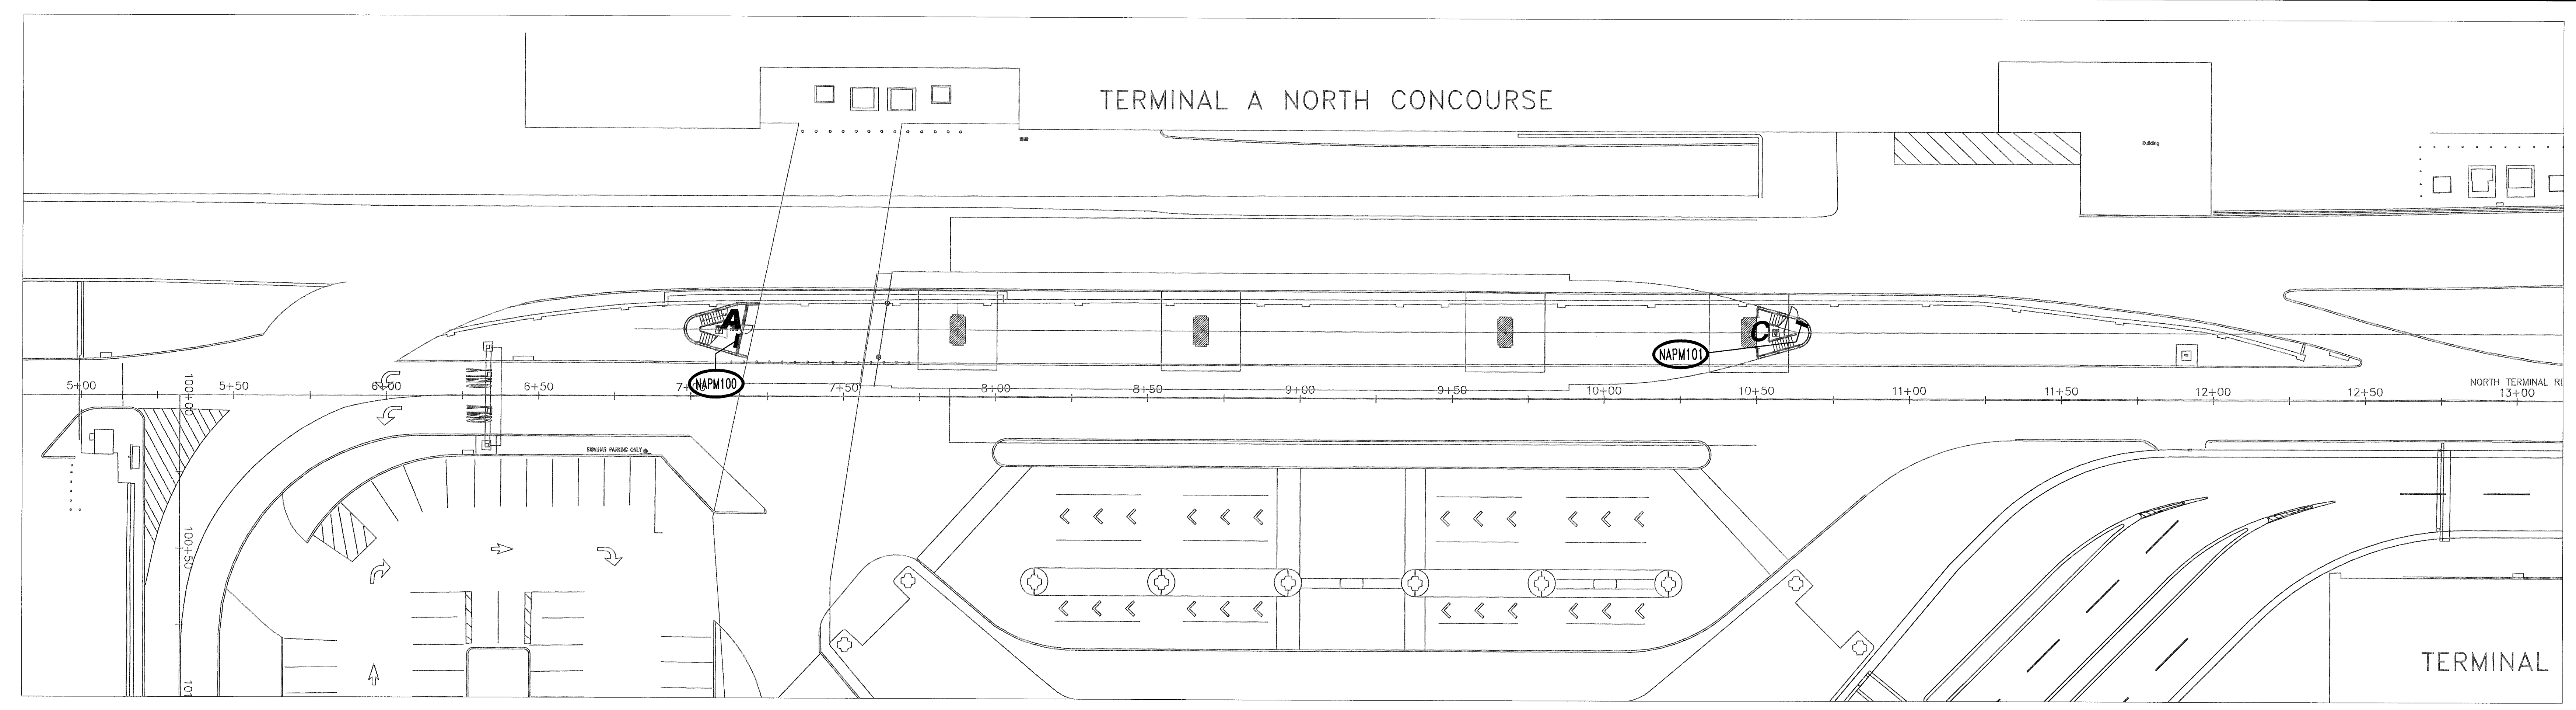 TERMINAL A NORTH CONCOURSE
Building
A
C
NAPM101
NAPM100
5+00 5+50 6+00 6+50 7+00 7+50 8+00 8+50 9+00 9+50 10+00 10+50 11+00 11+50 12+00 12+50 13+00
NORTH TERMINAL
100+00
100+50
101
PARKING ONLY
TERMINAL